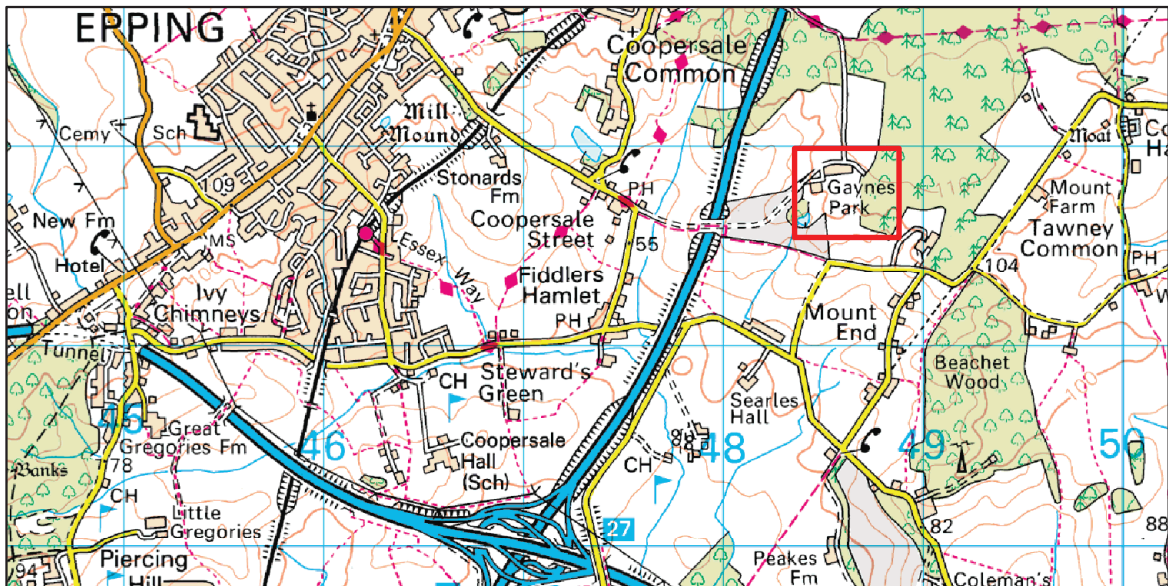 EPPING
Coopersale
Common
Cemy
Sch
Mill
Mound
Moat
109
Stonards
Fm
PH
Gaynes
Park
Mount
Farm
New Fm
MS
Coopersale
Street
55
Tawney
Common
Hotel
Essex Way
104
PH
Ivy
Chimneys
Fiddlers
Hamlet
PH
Mount
End
Tunnel
CH
Steward's
Green
Beachet
Wood
100
Searles
Hall
45
Great
Gregories Fm
46
Coopersale
Hall
(Sch)
88
48
49
50
Banks
78
CH
CH
Little
Gregories
27
82
88
94
Piercing
Hill
Peakes
Fm
Coleman's